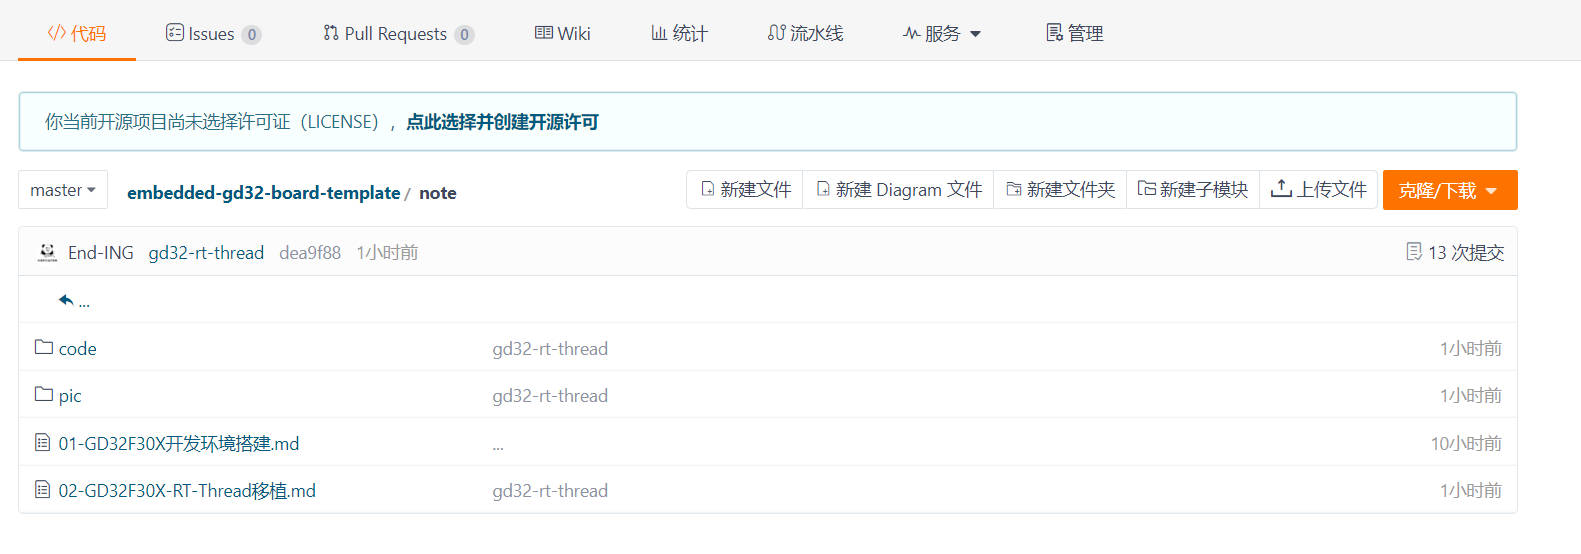 代码 Issues 0 Pull Requests 0 Wiki 统计 流水线 服务 管理
你当前开源项目尚未选择许可证（LICENSE），点此选择并创建开源许可
master embedded-gd32-board-template / note 新建文件 新建 Diagram 文件 新建文件夹 新建子模块 上传文件 克隆/下载
End-ING gd32-rt-thread dea9f88 1小时前 13 次提交
...
code gd32-rt-thread 1小时前
pic gd32-rt-thread 1小时前
01-GD32F30X开发环境搭建.md ... 10小时前
02-GD32F30X-RT-Thread移植.md gd32-rt-thread 1小时前